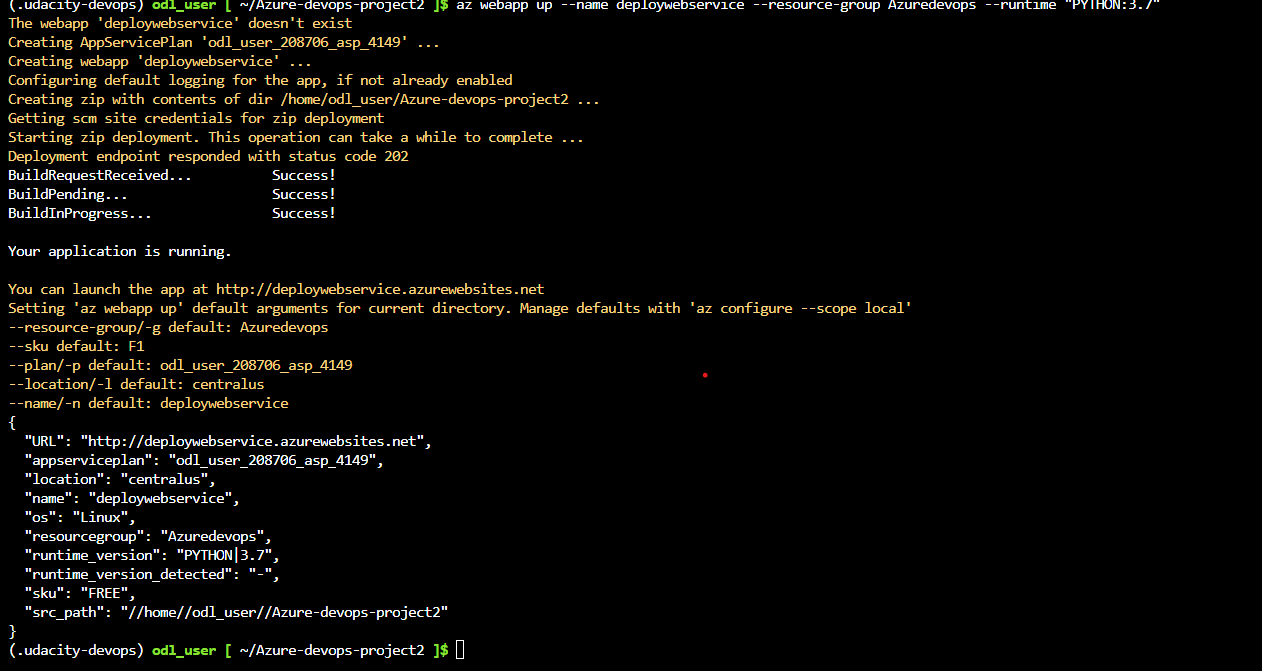 (.udacity-devops) odl_user [ ~/Azure-devops-project2 ]$ az webapp up --name deploywebservice --resource-group Azuredevops --runtime "PYTHON:3.7"
The webapp 'deploywebservice' doesn't exist
Creating AppServicePlan 'odl_user_208706_asp_4149' ...
Creating webapp 'deploywebservice' ...
Configuring default logging for the app, if not already enabled
Creating zip with contents of dir /home/odl_user/Azure-devops-project2 ...
Getting scm site credentials for zip deployment
Starting zip deployment. This operation can take a while to complete ...
Deployment endpoint responded with status code 202
BuildRequestReceived...          Success!
BuildPending...                  Success!
BuildInProgress...               Success!
Your application is running.
You can launch the app at http://deploywebservice.azurewebsites.net
Setting 'az webapp up' default arguments for current directory. Manage defaults with 'az configure --scope local'
--resource-group/-g default: Azuredevops
--sku default: F1
--plan/-p default: odl_user_208706_asp_4149
--location/-l default: centralus
--name/-n default: deploywebservice
{
  "URL": "http://deploywebservice.azurewebsites.net",
  "appserviceplan": "odl_user_208706_asp_4149",
  "location": "centralus",
  "name": "deploywebservice",
  "os": "Linux",
  "resourcegroup": "Azuredevops",
  "runtime_version": "PYTHON|3.7",
  "runtime_version_detected": "-",
  "sku": "FREE",
  "src_path": "//home//odl_user//Azure-devops-project2"
}
(.udacity-devops) odl_user [ ~/Azure-devops-project2 ]$